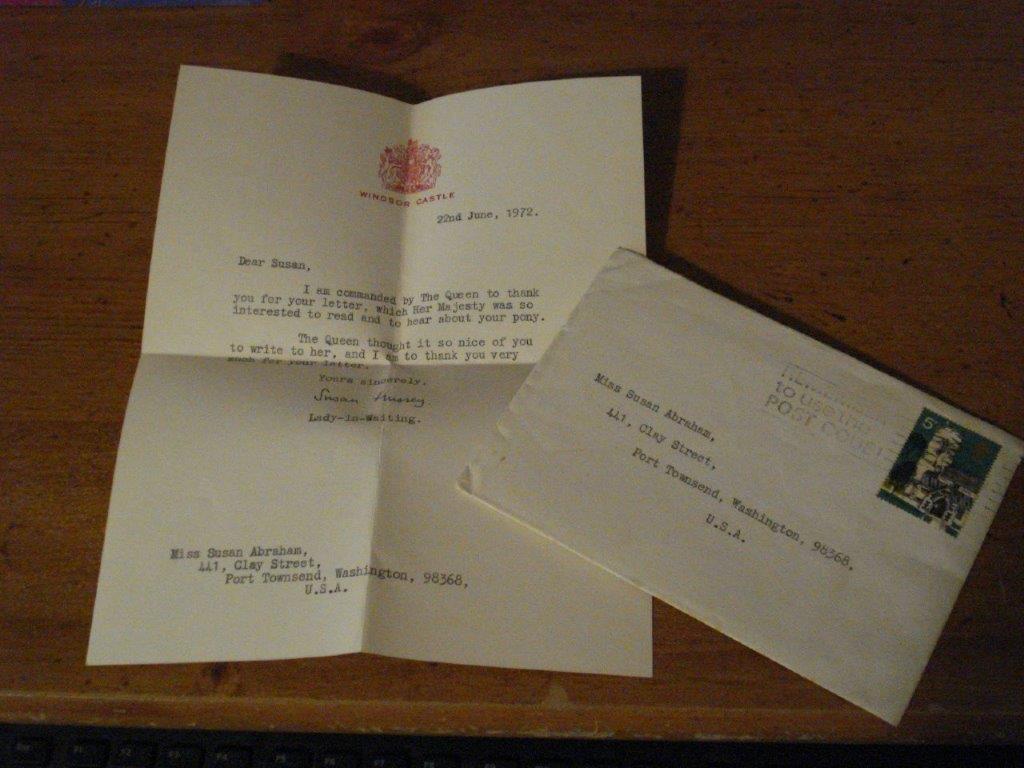 WINDSOR CASTLE
22nd June, 1972.
Dear Susan,
I am commanded by The Queen to thank
you for your letter, which Her Majesty was so
interested to read and to hear about your pony.
The Queen thought it so nice of you
to write to her, and I am to thank you very
much for your letter.
Yours sincerely,
Susan Hussey
Lady-in-Waiting.
Miss Susan Abraham,
441, Clay Street,
Port Townsend, Washington, 98368,
U.S.A.
to use the
POST CODE
5
Miss Susan Abraham,
441, Clay Street,
Port Townsend, Washington, 98368,
U.S.A.